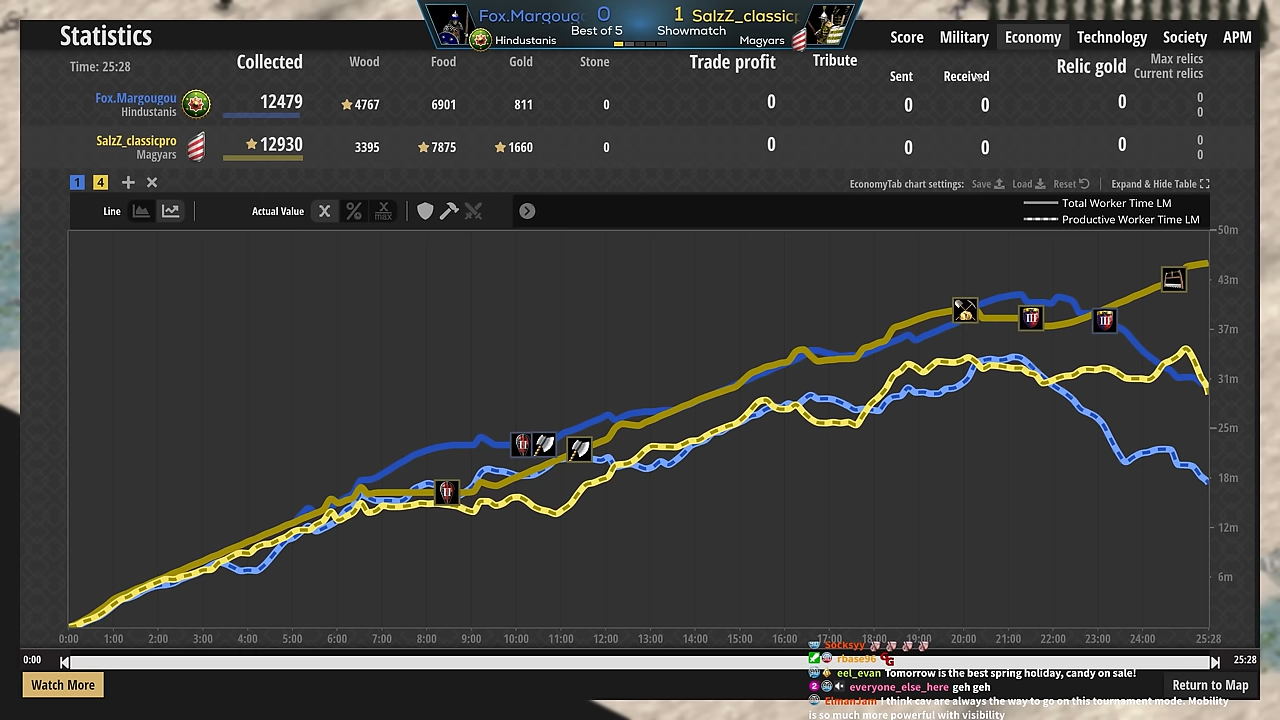 Fox.Margoug 0 1 SalzZ_classicp
Hindustanis Best of 5 Showmatch Magyars
Statistics
Score Military Economy Technology Society APM
Time: 25:28
Collected Wood Food Gold Stone Trade profit Tribute Sent Received Relic gold Max relics
Current relics
Fox.Margougou 12479 4767 6901 811 0 0 0 0 0 0
Hindustanis 0
SalzZ_classicpro 12930 3395 7875 1660 0 0 0 0 0 0
Magyars 0
1 4 EconomyTab chart settings: Save Load Reset Expand & Hide Table
Line Actual Value X % X max
Total Worker Time LM
Productive Worker Time LM
50m
43m
37m
31m
25m
18m
12m
6m
0:00 1:00 2:00 3:00 4:00 5:00 6:00 7:00 8:00 9:00 10:00 11:00 12:00 13:00 14:00 15:00 16:00 17:00 18:00 19:00 20:00 21:00 22:00 23:00 24:00 25:28
Socksyy
0:00 25:28
rbase96 GG
eel_evan Tomorrow is the best spring holiday, candy on sale!
Watch More Return to Map
everyone_else_here geh geh
ElmanJam I think cav are always the way to go on this tournament mode. Mobility
is so much more powerful with visibility